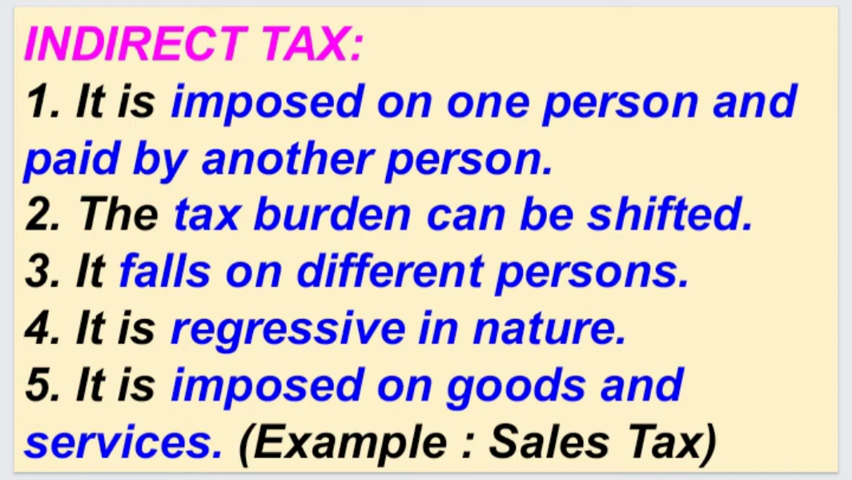 INDIRECT TAX:
1. It is imposed on one person and
paid by another person.
2. The tax burden can be shifted.
3. It falls on different persons.
4. It is regressive in nature.
5. It is imposed on goods and
services. (Example : Sales Tax)